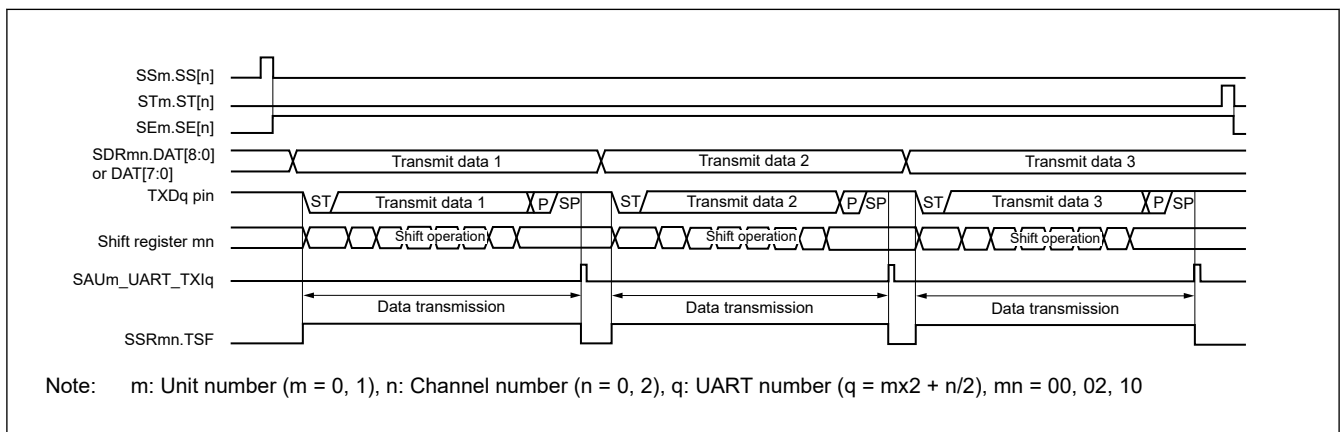 SSm.SS[n]
STm.ST[n]
SEm.SE[n]
SDRmn.DAT[8:0]
or DAT[7:0]
Transmit data 1
Transmit data 2
Transmit data 3
TXDq pin
ST
Transmit data 1
P
SP
ST
Transmit data 2
P
SP
ST
Transmit data 3
P
SP
Shift register mn
Shift operation
Shift operation
Shift operation
SAUm_UART_TXIq
Data transmission
Data transmission
Data transmission
SSRmn.TSF
Note: m: Unit number (m = 0, 1), n: Channel number (n = 0, 2), q: UART number (q = mx2 + n/2), mn = 00, 02, 10